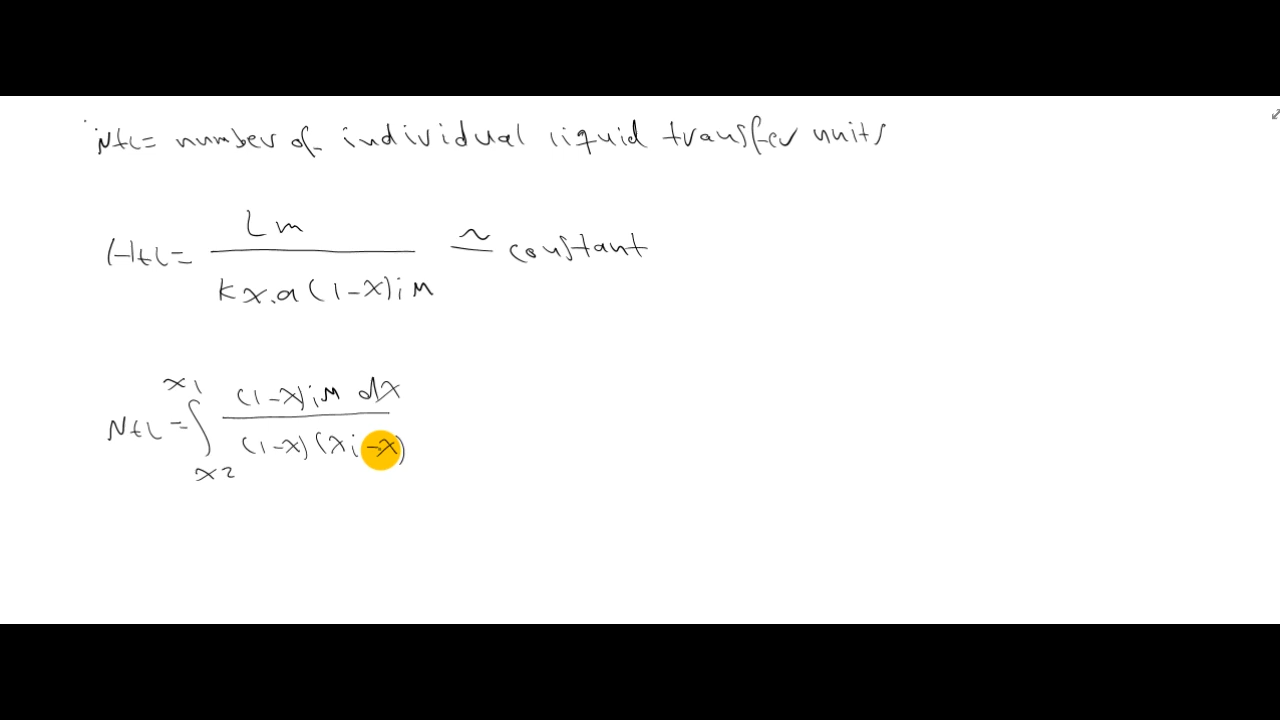 Ntl = number of individual liquid transfer units
Htl = Lm / kx.a(1-x)iM ≃ constant
Ntl = ∫ x1 x2 (1-x)iM dx / (1-x)(xi-x)